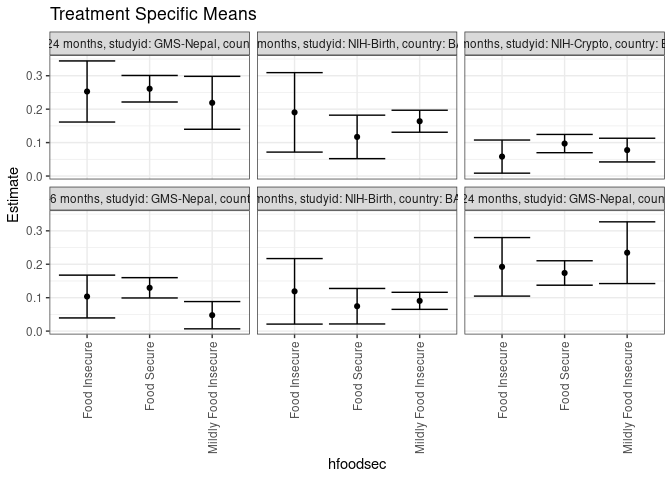 Treatment Specific Means
24 months, studyid: GMS-Nepal, coun
months, studyid: NIH-Birth, country: BA
months, studyid: NIH-Crypto, country: B
0.3
0.2
0.1
0.0
6 months, studyid: GMS-Nepal, count
months, studyid: NIH-Birth, country: BA
24 months, studyid: GMS-Nepal, coun
0.3
0.2
0.1
0.0
Estimate
Food Insecure
Food Secure
Mildly Food Insecure
Food Insecure
Food Secure
Mildly Food Insecure
Food Insecure
Food Secure
Mildly Food Insecure
hfoodsec